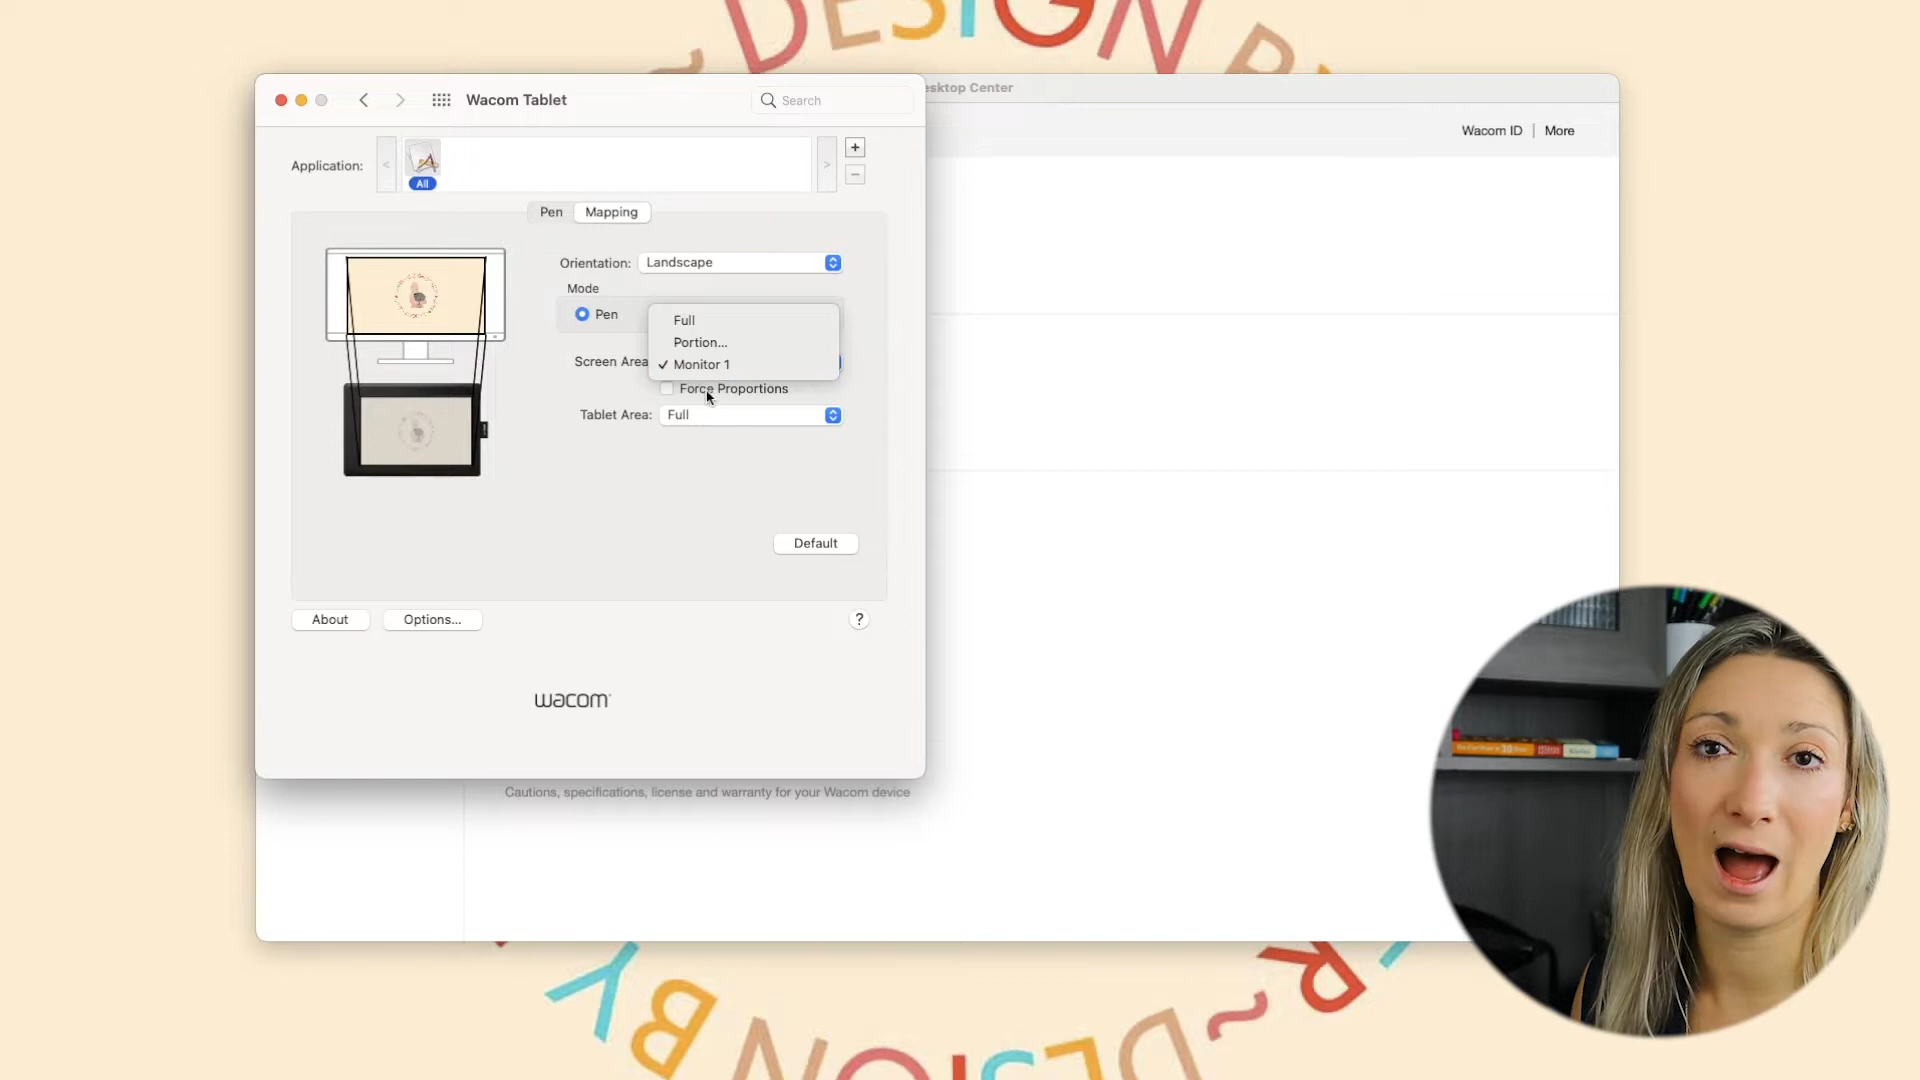 DESIGN B
Wacom Tablet
Search
esktop Center
Wacom ID | More
Application:
<
>
+
−
All
Pen
Mapping
Orientation:
Landscape
Mode
Pen
Full
Portion...
✓ Monitor 1
Screen Area
Force Proportions
Tablet Area:
Full
Default
About
Options...
?
wacom
Cautions, specifications, license and warranty for your Wacom device
R ~ DESIGN BY